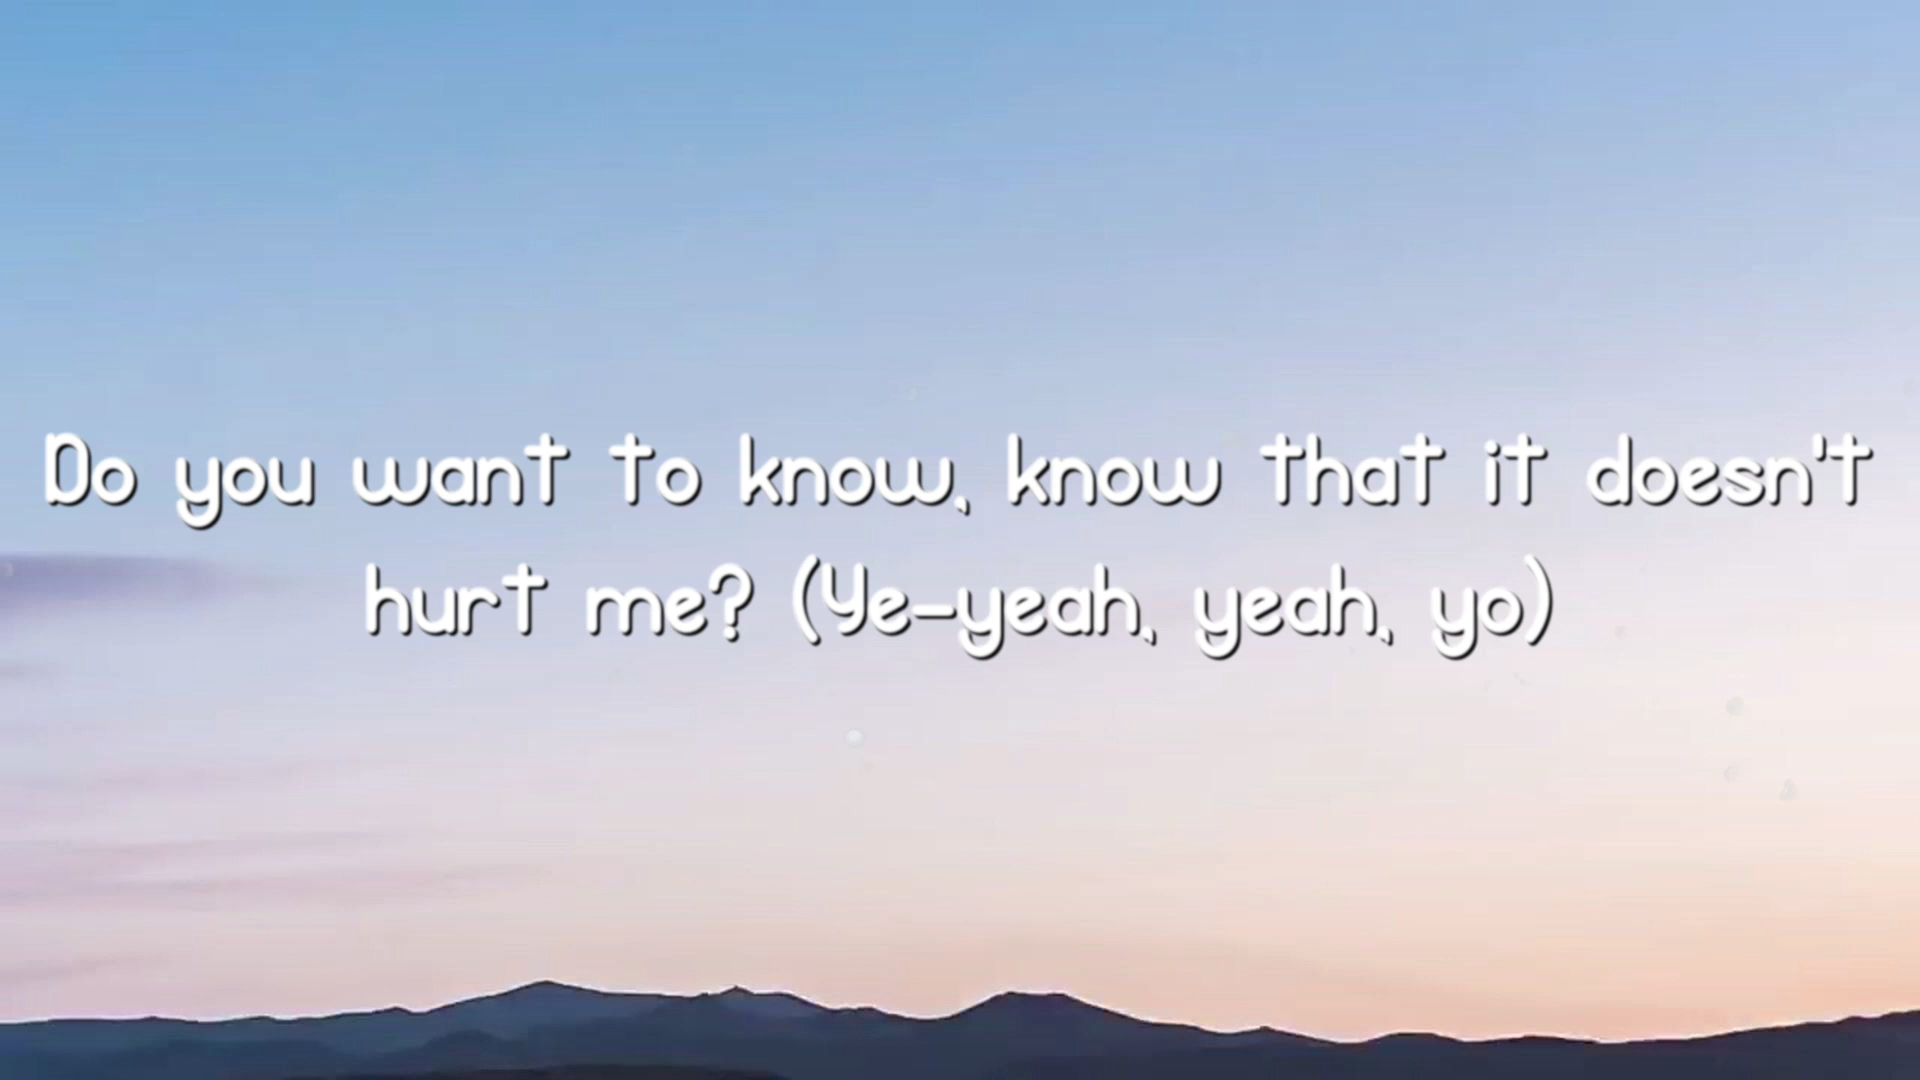 Do you want to know, know that it doesn't
hurt me? (Ye-yeah, yeah, yo)